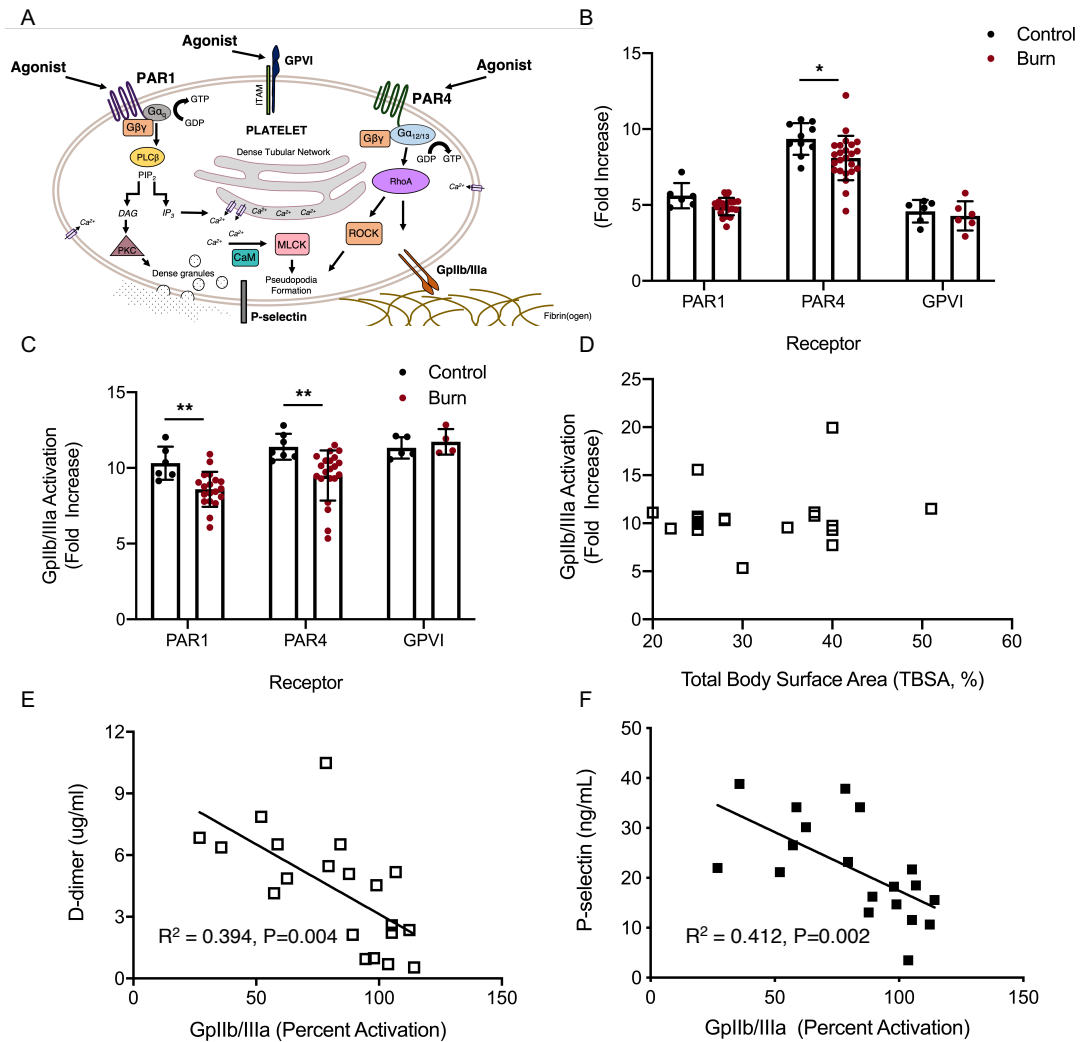 A
Agonist
Agonist
Agonist
PAR1
GPVI
PAR4
ITAM
PLATELET
Gαq
Gβγ
GTP
GDP
Gβγ
Gα12/13
GDP
GTP
PLCβ
PIP2
Dense Tubular Network
RhoA
DAG
IP3
Ca2+
Ca2+
Ca2+
Ca2+
Ca2+
Ca2+
Ca2+
Ca2+
PKC
CaM
MLCK
ROCK
Dense granules
Pseudopodia
Formation
GpIIb/IIIa
P-selectin
Fibrin(ogen)
B
Control
Burn
(Fold Increase)
15
10
5
0
*
PAR1
PAR4
GPVI
Receptor
C
Control
Burn
GpIIb/IIIa Activation
(Fold Increase)
15
10
5
0
**
**
PAR1
PAR4
GPVI
Receptor
D
GpIIb/IIIa Activation
(Fold Increase)
25
20
15
10
5
0
20
30
40
50
60
Total Body Surface Area (TBSA, %)
E
D-dimer (ug/ml)
12
9
6
3
0
R2 = 0.394, P=0.004
0
50
100
150
GpIIb/IIIa (Percent Activation)
F
P-selectin (ng/mL)
50
40
30
20
10
0
R2 = 0.412, P=0.002
0
50
100
150
GpIIb/IIIa (Percent Activation)